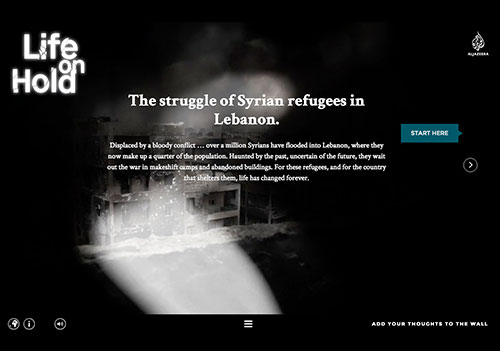 Life
on
Hold
ALJAZEERA
The struggle of Syrian refugees in
Lebanon.
Displaced by a bloody conflict … over a million Syrians have flooded into Lebanon, where they
now make up a quarter of the population. Haunted by the past, uncertain of the future, they wait
out the war in makeshift camps and abandoned buildings. For these refugees, and for the country
that shelters them, life has changed forever.
START HERE
ADD YOUR THOUGHTS TO THE WALL